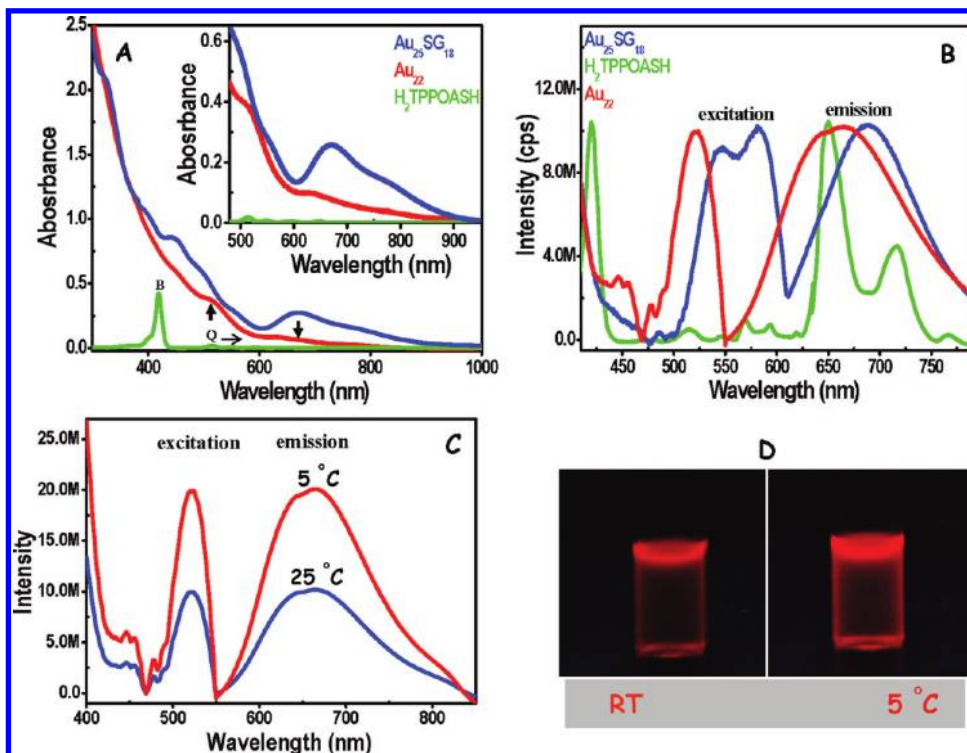 A
Abosrbance
2.5
2.0
1.5
1.0
0.5
0.0
400
600
800
1000
Wavelength (nm)
B
Q →
Abosrbance
0.6
0.4
0.2
0.0
500
600
700
800
900
Wavelength (nm)
Au25SG18
Au22
H2TPPOASH
B
Au25SG18
H2TPPOASH
Au22
excitation
emission
Intensity (cps)
12.0M
8.0M
4.0M
0.0
450
500
550
600
650
700
750
Wavelength (nm)
C
excitation
emission
5 °C
25 °C
Intensity
25.0M
20.0M
15.0M
10.0M
5.0M
0.0
400
500
600
700
800
Wavelength (nm)
D
RT
5 °C